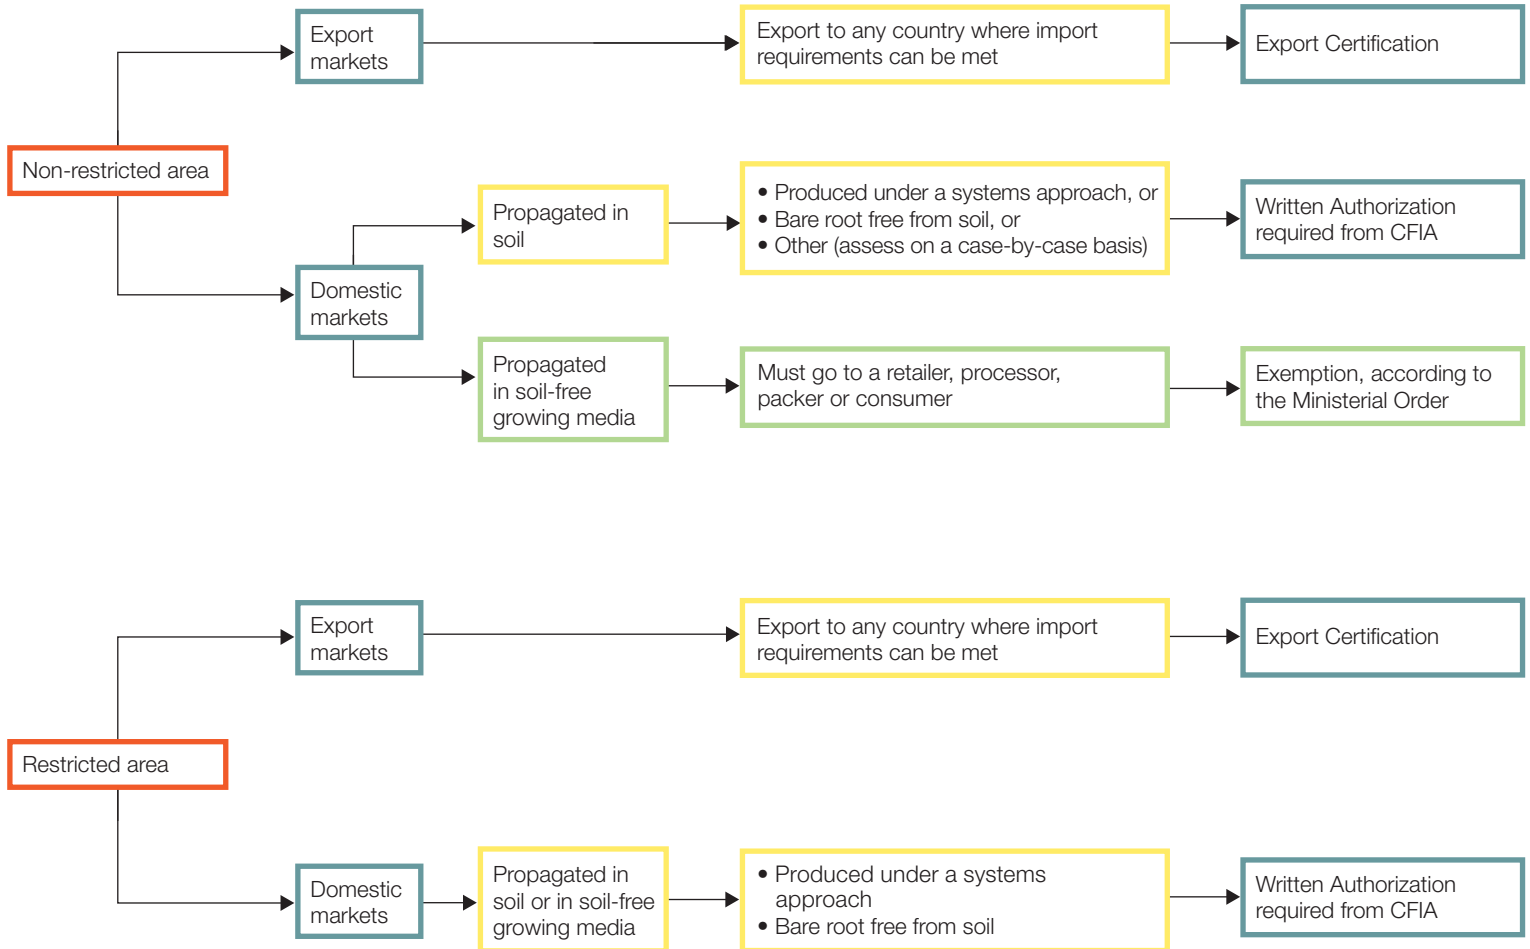 Export
markets
Export to any country where import
requirements can be met
Export Certification
Non-restricted area
Propagated in
soil
• Produced under a systems approach, or
• Bare root free from soil, or
• Other (assess on a case-by-case basis)
Written Authorization
required from CFIA
Domestic
markets
Propagated
in soil-free
growing media
Must go to a retailer, processor,
packer or consumer
Exemption, according to
the Ministerial Order
Export
markets
Export to any country where import
requirements can be met
Export Certification
Restricted area
Domestic
markets
Propagated in
soil or in soil-free
growing media
• Produced under a systems
approach
• Bare root free from soil
Written Authorization
required from CFIA